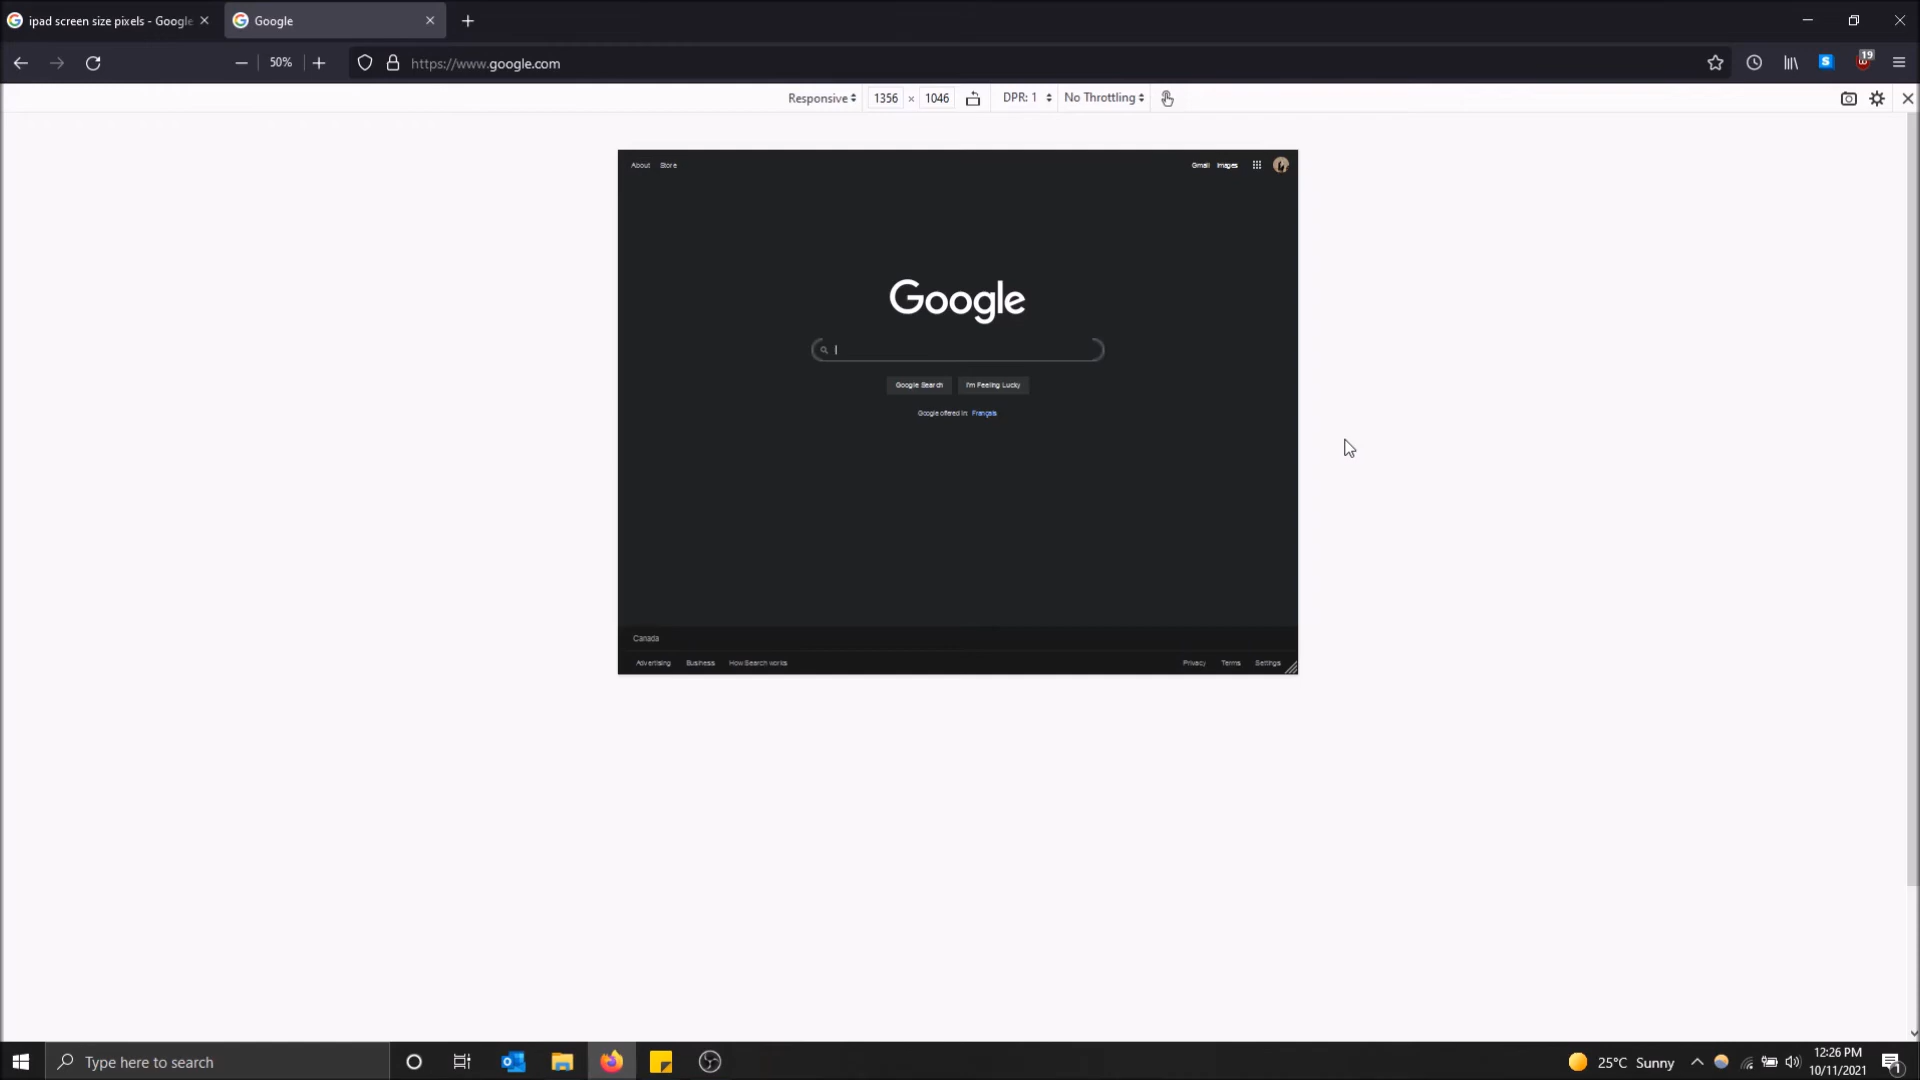 ipad screen size pixels - Google
Google
50%
https://www.google.com
19
Responsive 1356 × 1046 DPR: 1 No Throttling
About Store
Gmail Images
Google
Google Search I'm Feeling Lucky
Google offered in: Français
Canada
Advertising Business How Search works
Privacy Terms Settings
Type here to search
25°C Sunny
12:26 PM
10/11/2021
1